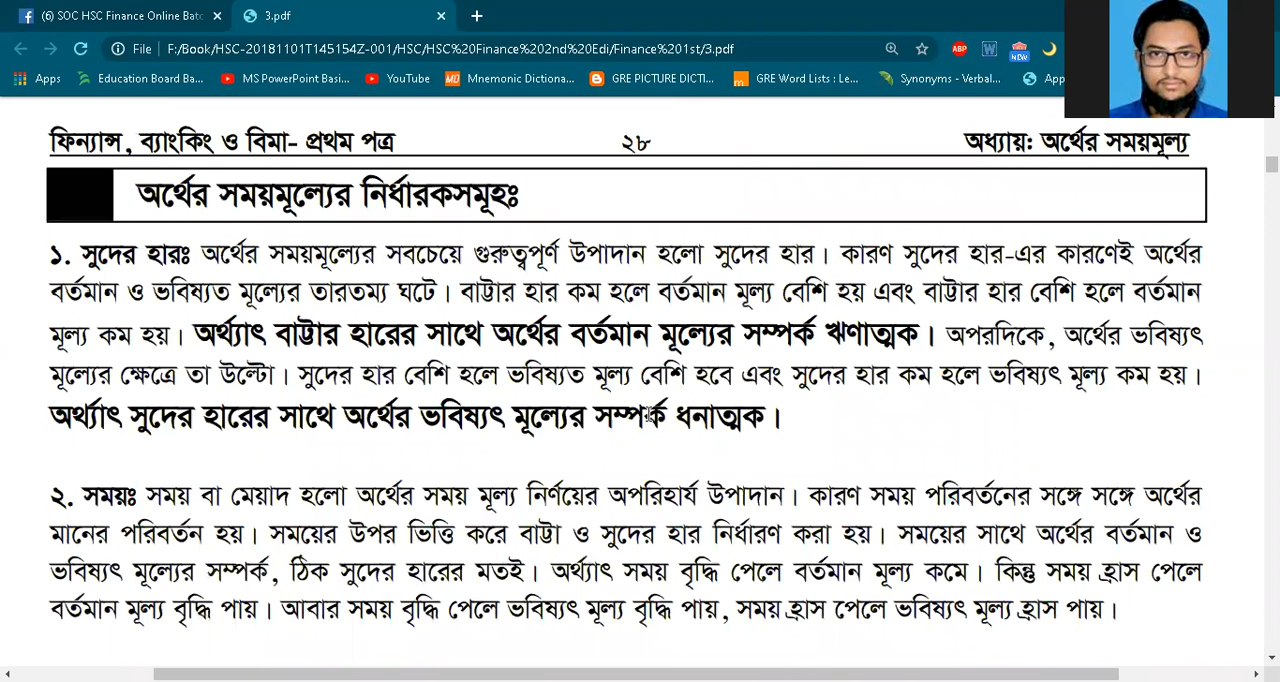 (6) SOC HSC Finance Online Batc
3.pdf
File F:/Book/HSC-20181101T145154Z-001/HSC/HSC%20Finance%202nd%20Edi/Finance%201st/3.pdf
ABP
W
NEW
Apps Education Board Ba... MS PowerPoint Basi... YouTube Mnemonic Dictiona... GRE PICTURE DICTI... GRE Word Lists : Le... Synonyms - Verbal... App
ফিন্যান্স, ব্যাংকিং ও বিমা- প্রথম পত্র ২৮ অধ্যায়: অর্থের সময়মূল্য
অর্থের সময়মূল্যের নির্ধারকসমূহঃ
১. সুদের হারঃ অর্থের সময়মূল্যের সবচেয়ে গুরুত্বপূর্ণ উপাদান হলো সুদের হার। কারণ সুদের হার-এর কারণেই অর্থের
বর্তমান ও ভবিষ্যত মূল্যের তারতম্য ঘটে। বাট্টার হার কম হলে বর্তমান মূল্য বেশি হয় এবং বাট্টার হার বেশি হলে বর্তমান
মূল্য কম হয়। অর্থ্যাৎ বাট্টার হারের সাথে অর্থের বর্তমান মূল্যের সম্পর্ক ঋণাত্মক। অপরদিকে, অর্থের ভবিষ্যৎ
মূল্যের ক্ষেত্রে তা উল্টো। সুদের হার বেশি হলে ভবিষ্যত মূল্য বেশি হবে এবং সুদের হার কম হলে ভবিষ্যৎ মূল্য কম হয়।
অর্থ্যাৎ সুদের হারের সাথে অর্থের ভবিষ্যৎ মূল্যের সম্পর্ক ধনাত্মক।
২. সময়ঃ সময় বা মেয়াদ হলো অর্থের সময় মূল্য নির্ণয়ের অপরিহার্য উপাদান। কারণ সময় পরিবর্তনের সঙ্গে সঙ্গে অর্থের
মানের পরিবর্তন হয়। সময়ের উপর ভিত্তি করে বাট্টা ও সুদের হার নির্ধারণ করা হয়। সময়ের সাথে অর্থের বর্তমান ও
ভবিষ্যৎ মূল্যের সম্পর্ক, ঠিক সুদের হারের মতই। অর্থ্যাৎ সময় বৃদ্ধি পেলে বর্তমান মূল্য কমে। কিন্তু সময় হ্রাস পেলে
বর্তমান মূল্য বৃদ্ধি পায়। আবার সময় বৃদ্ধি পেলে ভবিষ্যৎ মূল্য বৃদ্ধি পায়, সময় হ্রাস পেলে ভবিষ্যৎ মূল্য হ্রাস পায়।